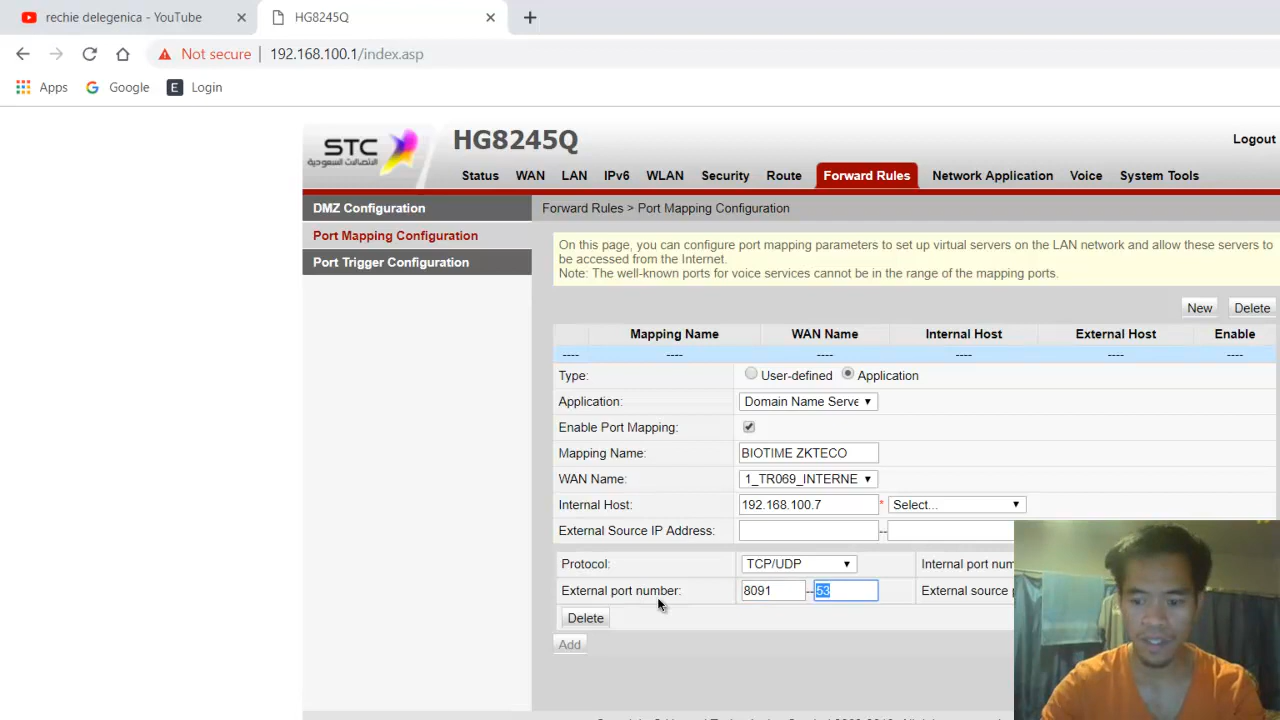 rechie delegenica - YouTube
HG8245Q
Not secure
192.168.100.1/index.asp
Apps
Google
E
Login
STC
الاتصالات السعودية
HG8245Q
Logout
Status
WAN
LAN
IPv6
WLAN
Security
Route
Forward Rules
Network Application
Voice
System Tools
DMZ Configuration
Port Mapping Configuration
Port Trigger Configuration
Forward Rules > Port Mapping Configuration
On this page, you can configure port mapping parameters to set up virtual servers on the LAN network and allow these servers to
be accessed from the Internet.
Note: The well-known ports for voice services cannot be in the range of the mapping ports.
New
Delete
Mapping Name
WAN Name
Internal Host
External Host
Enable
---- ---- ---- ---- ---- ----
Type:
User-defined
Application
Application:
Domain Name Serve
Enable Port Mapping:
Mapping Name:
BIOTIME ZKTECO
WAN Name:
1_TR069_INTERNE
Internal Host:
192.168.100.7
*
Select...
External Source IP Address:
--
Protocol:
TCP/UDP
Internal port num
External port number:
8091
--
53
External source
Delete
Add